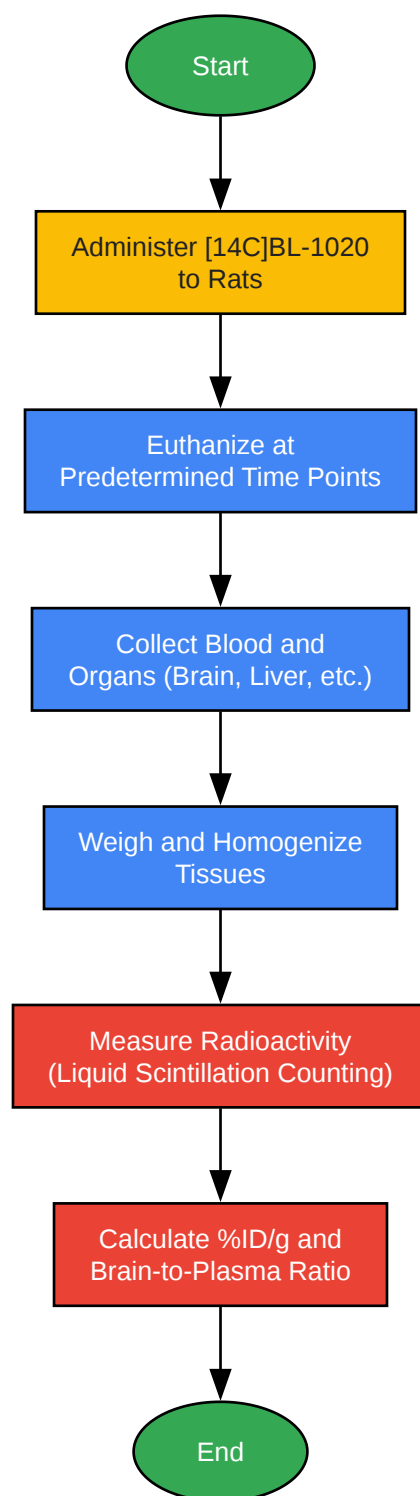 Start
Administer [14C]BL-1020
to Rats
Euthanize at
Predetermined Time Points
Collect Blood and
Organs (Brain, Liver, etc.)
Weigh and Homogenize
Tissues
Measure Radioactivity
(Liquid Scintillation Counting)
Calculate %ID/g and
Brain-to-Plasma Ratio
End